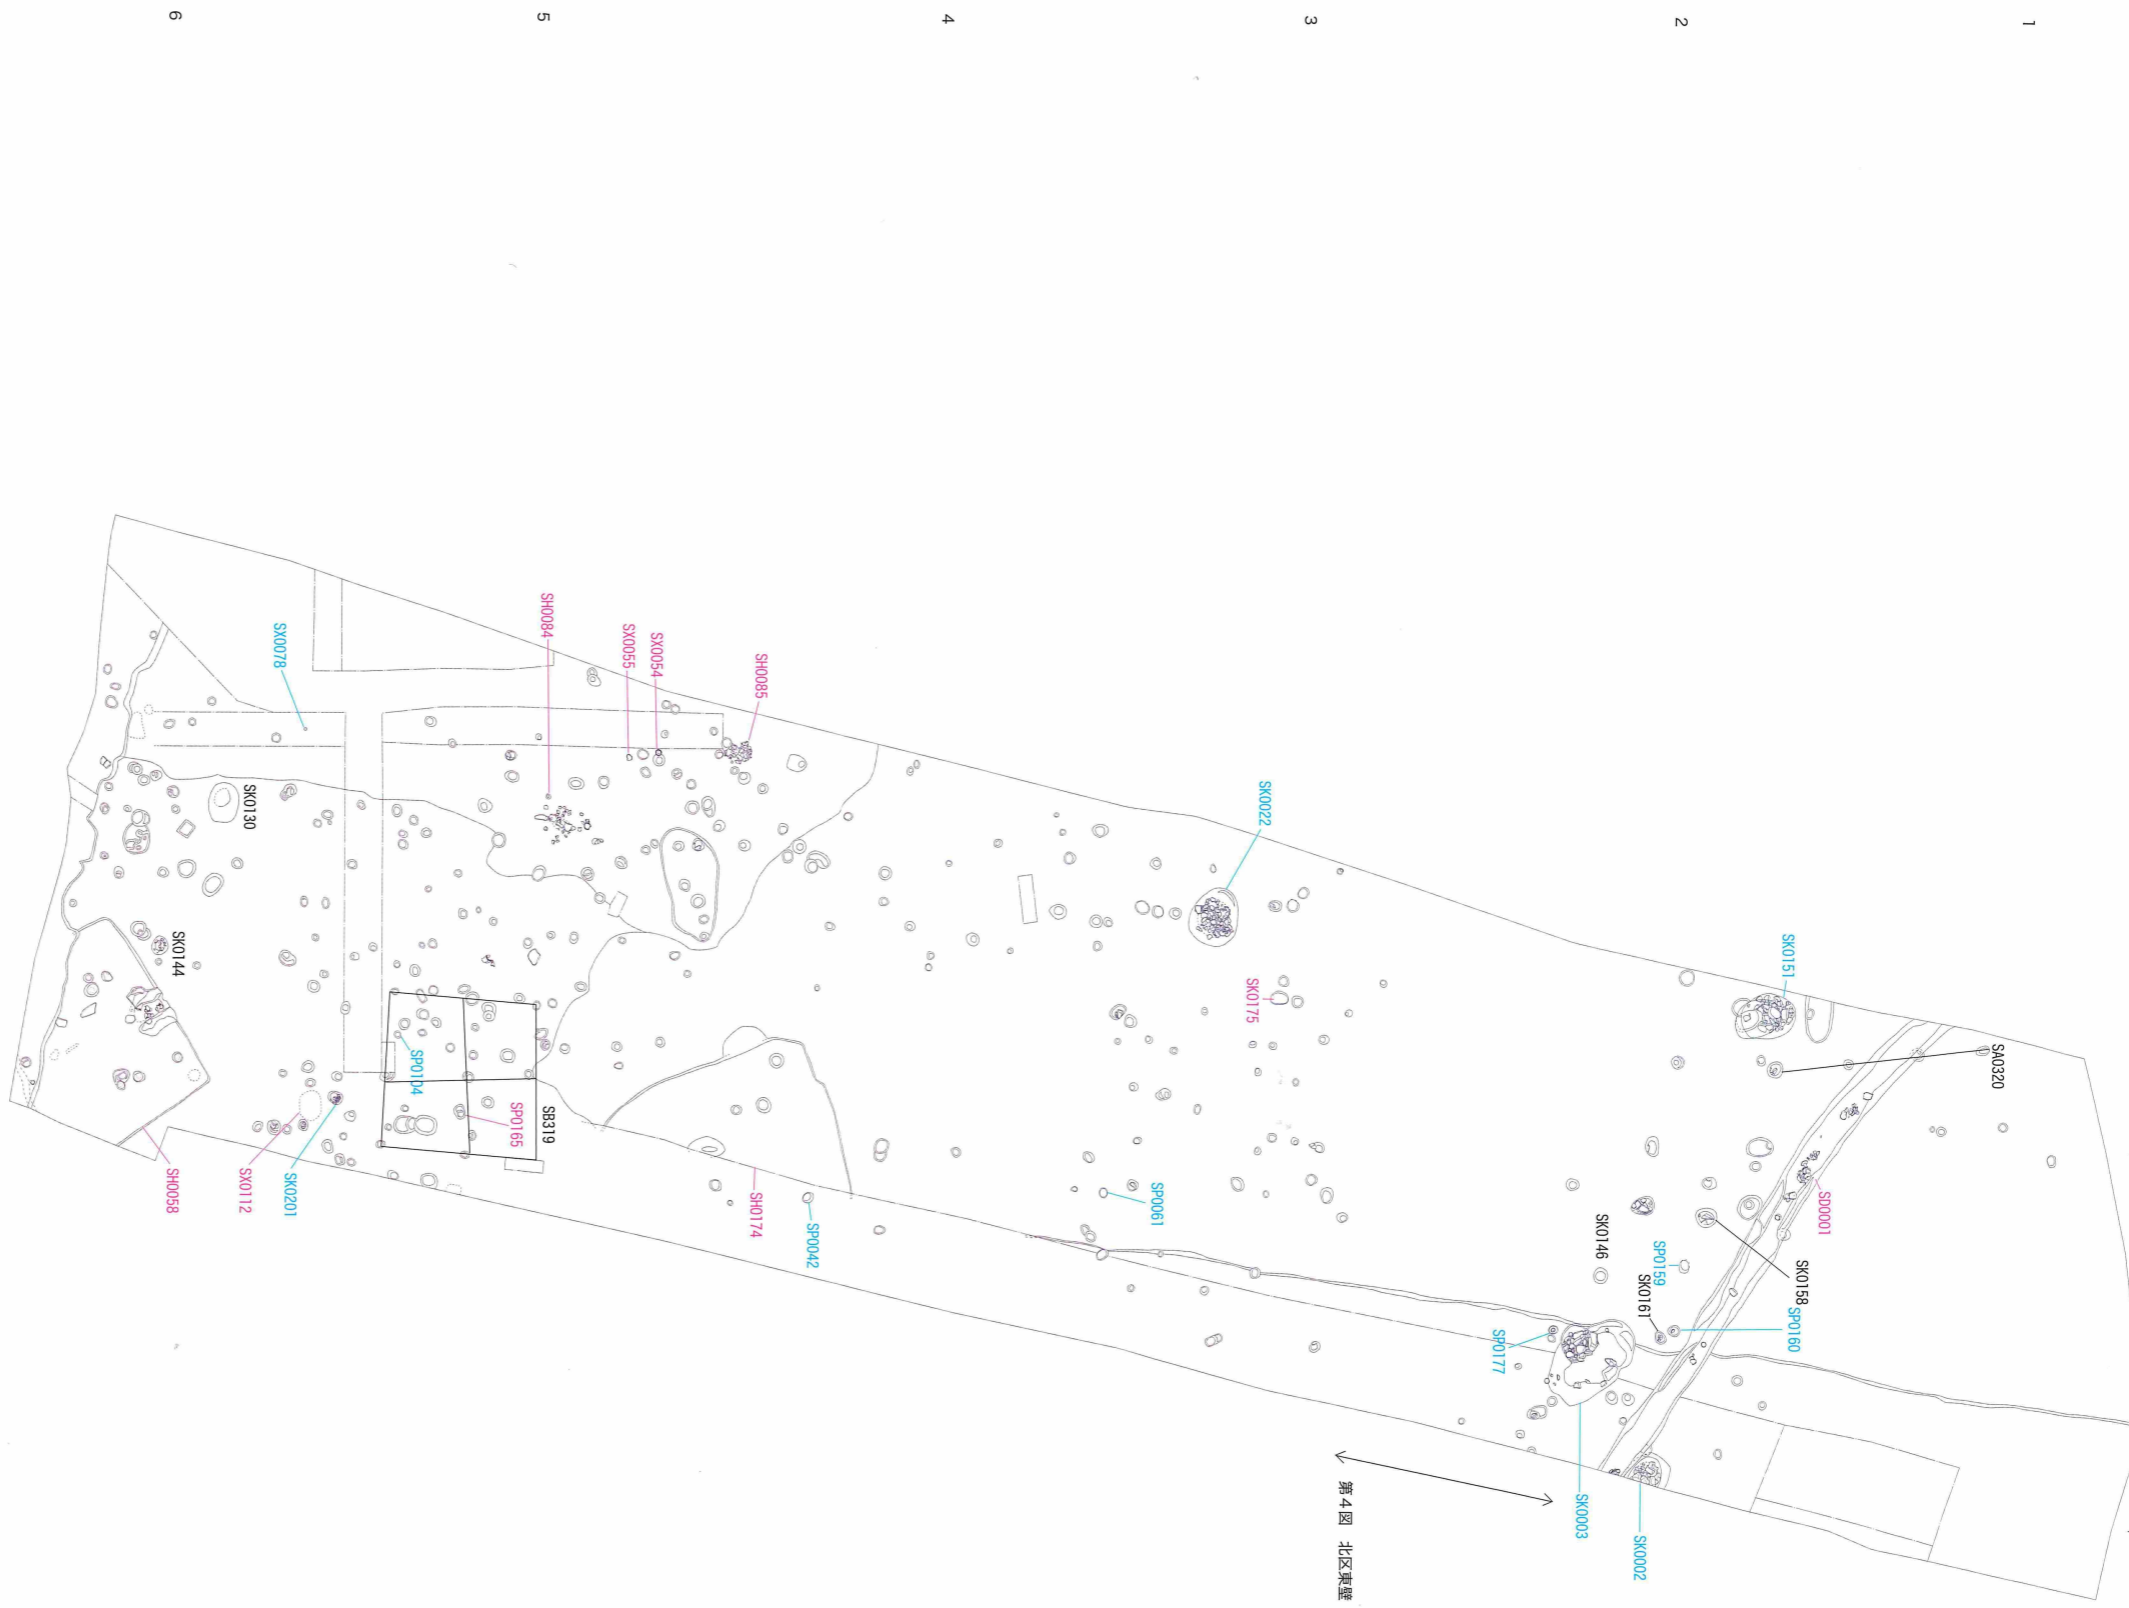 1
2
3
4
5
6
SA0320
SK0151
SD0001
SK0158
SP0160
SP0159
SK0161
SK0146
SK0002
SK0003
SP0177
第4図 北区東壁
SK0022
SK0175
SP0061
SP0042
SH0174
SH0085
SX0054
SX0055
SH0084
SB319
SP0165
SP0104
SX0078
SK0201
SX0112
SK0130
SK0144
SH0058